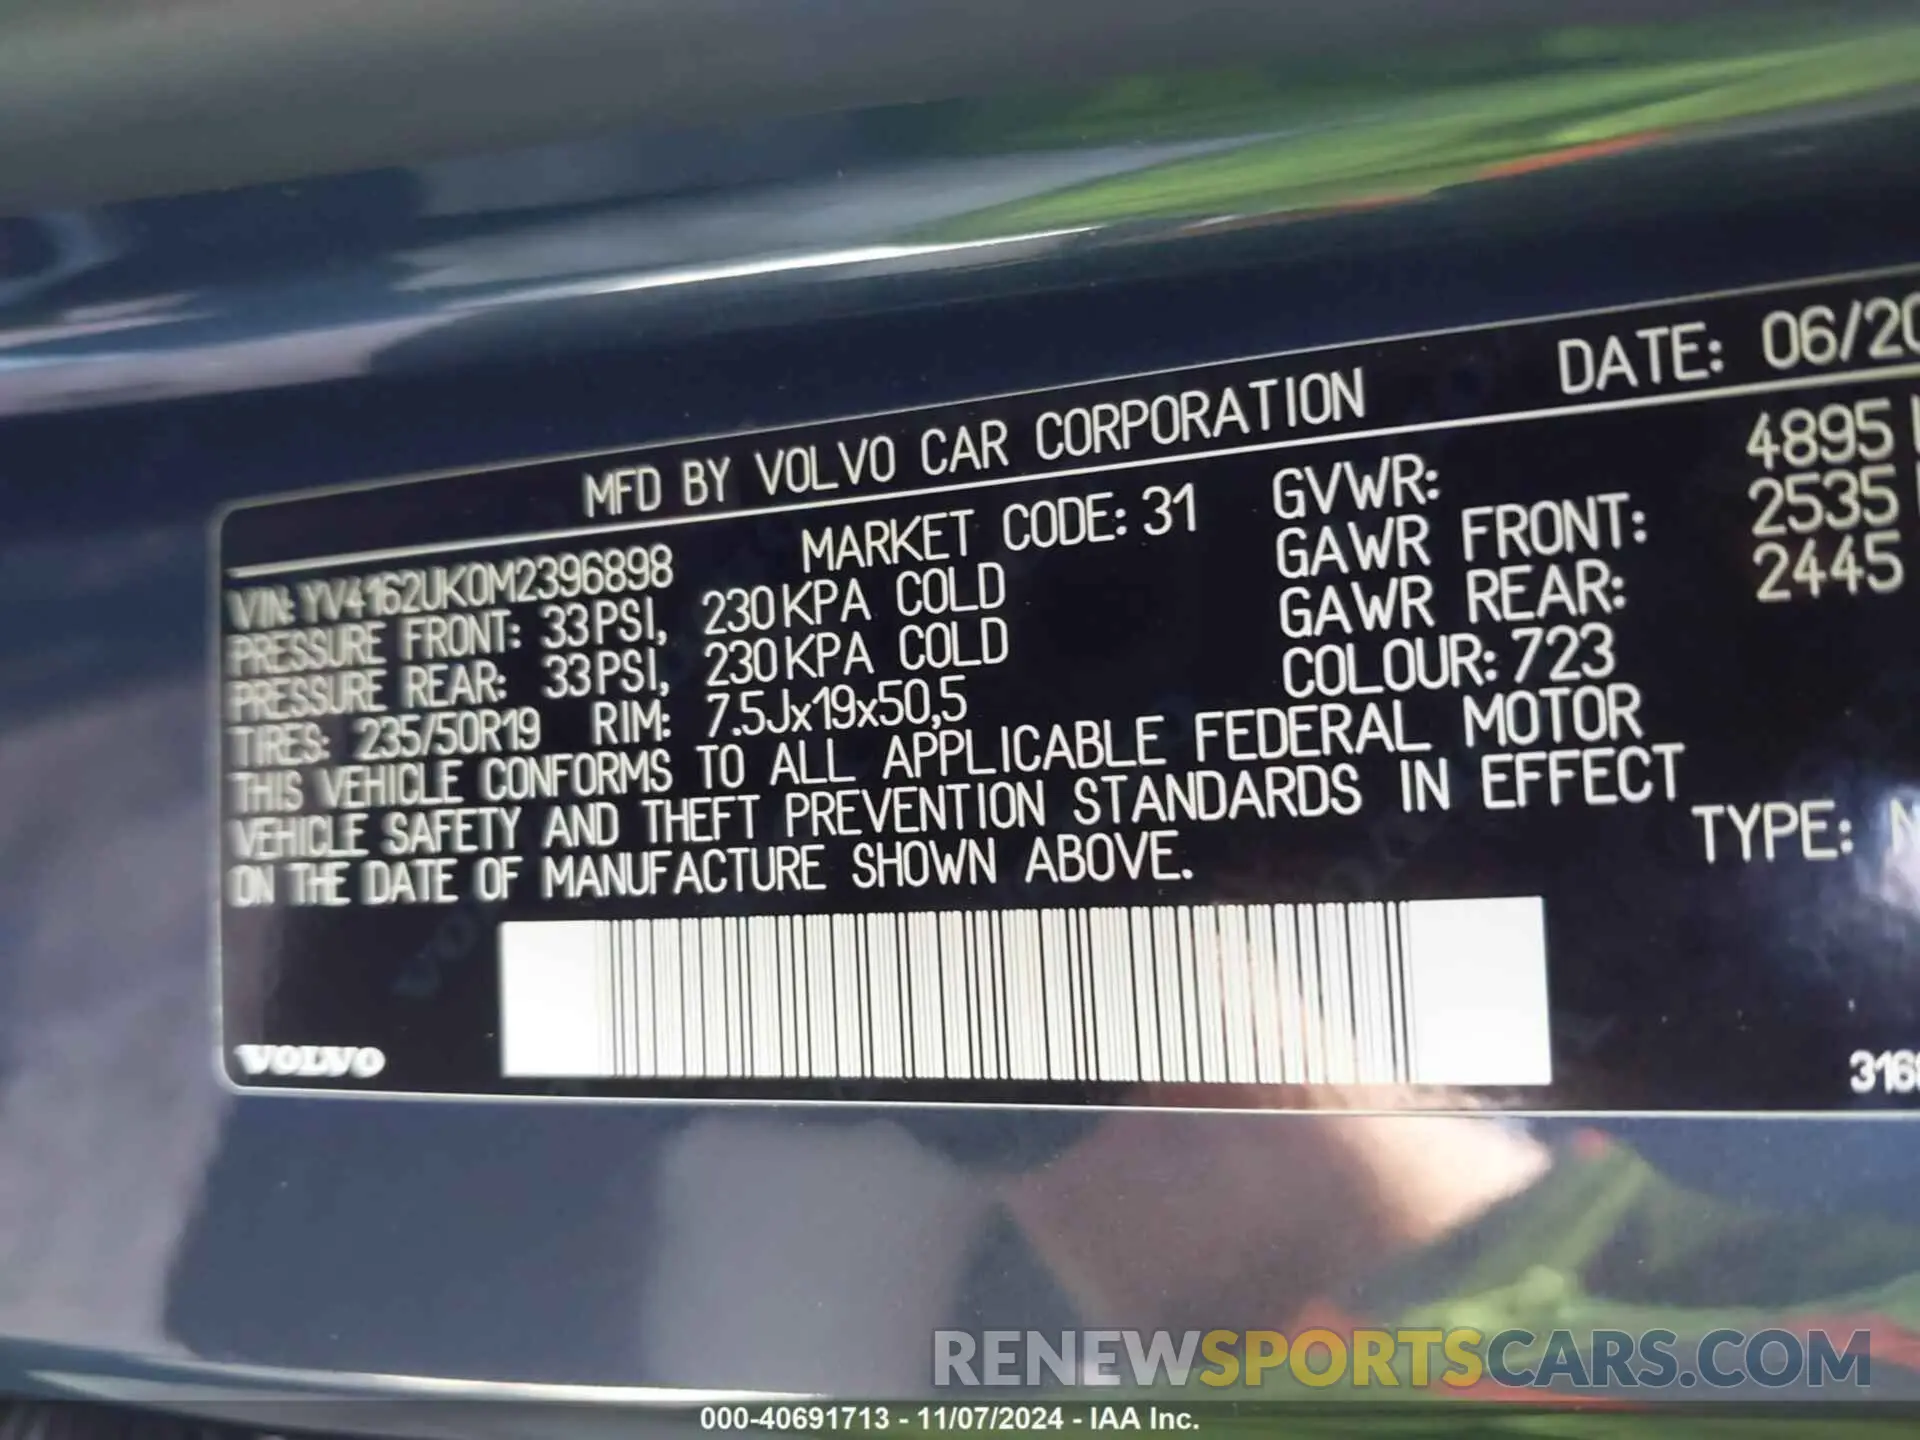 MFD BY VOLVO CAR CORPORATION DATE: 06/20
VIN: YV4162UK0M2396898 MARKET CODE: 31 GVWR: 4895
PRESSURE FRONT: 33PSI, 230KPA COLD GAWR FRONT: 2535
PRESSURE REAR: 33PSI, 230KPA COLD GAWR REAR: 2445
TIRES: 235/50R19 RIM: 7.5Jx19x50,5 COLOUR: 723
THIS VEHICLE CONFORMS TO ALL APPLICABLE FEDERAL MOTOR
VEHICLE SAFETY AND THEFT PREVENTION STANDARDS IN EFFECT
ON THE DATE OF MANUFACTURE SHOWN ABOVE. TYPE:
VOLVO 316
RENEWSPORTSCARS.COM
000-40691713 - 11/07/2024 - IAA Inc.